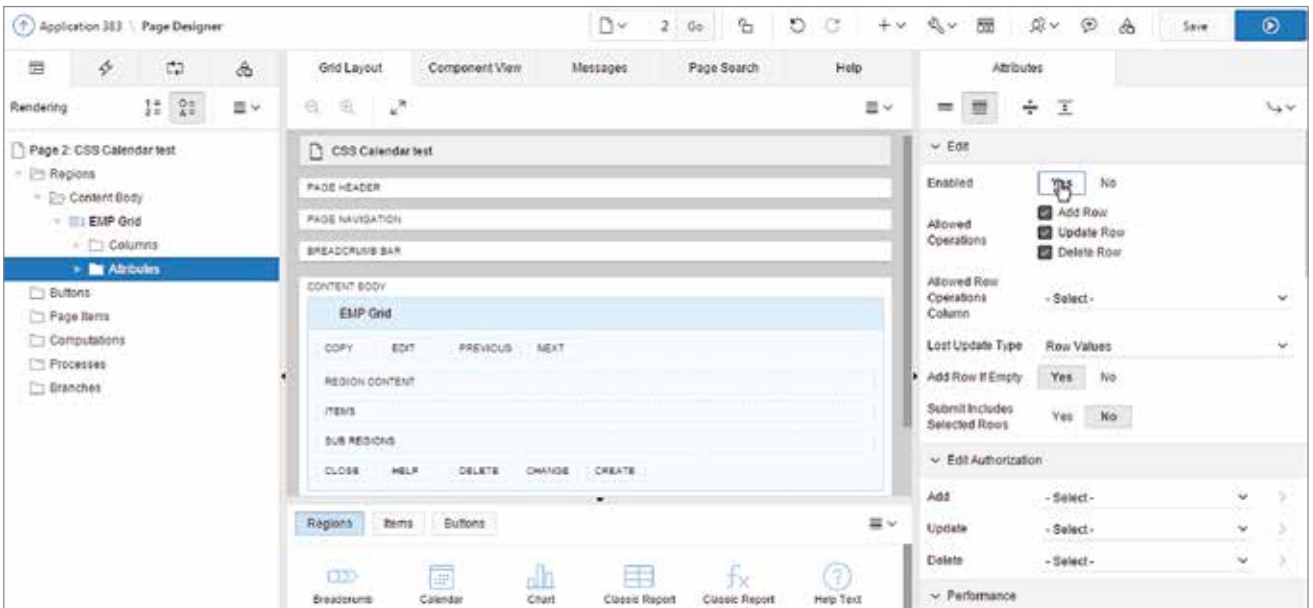 Application 383 \ Page Designer
2 Go
Save
Grid Layout Component View Messages Page Search Help
Attributes
Rendering
Page 2: CSS Calendar test
Regions
Content Body
EMP Grid
Columns
Attributes
Buttons
Page Items
Computations
Processes
Branches
CSS Calendar test
PAGE HEADER
PAGE NAVIGATION
BREADCRUMB BAR
CONTENT BODY
EMP Grid
COPY EDIT PREVIOUS NEXT
REGION CONTENT
ITEMS
SUB REGIONS
CLOSE HELP DELETE CHANGE CREATE
Regions Items Buttons
Breadcrumb Calendar Chart Classic Report Classic Report Help Text
Edit
Enabled Yes No
Allowed
Operations
Add Row
Update Row
Delete Row
Allowed Row
Operations
Column
- Select -
Lost Update Type Row Values
Add Row If Empty Yes No
Submit Includes
Selected Rows
Yes No
Edit Authorization
Add - Select -
Update - Select -
Delete - Select -
Performance